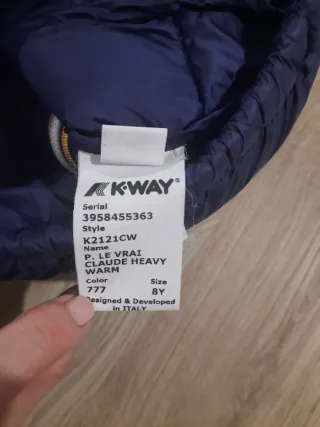 K-WAY®
Serial
3958455363
Style
K2121CW
Name
P. LE VRAI
CLAUDE HEAVY
WARM
Color Size
777 8Y
Designed & Developed
in ITALY